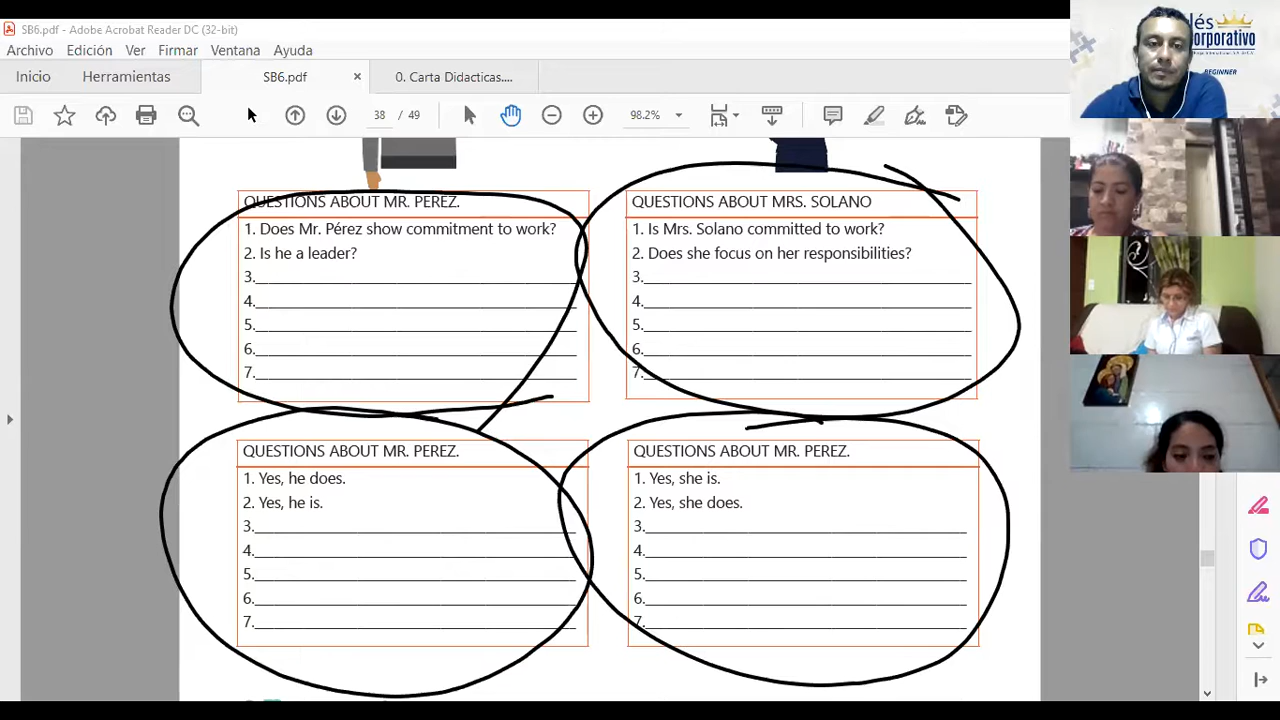 SB6.pdf - Adobe Acrobat Reader DC (32-bit)
Archivo Edición Ver Firmar Ventana Ayuda
Inicio Herramientas SB6.pdf × 0. Carta Didacticas....
38 / 49 98.2%
QUESTIONS ABOUT MR. PEREZ.
1. Does Mr. Pérez show commitment to work?
2. Is he a leader?
3.
4.
5.
6.
7.
QUESTIONS ABOUT MRS. SOLANO
1. Is Mrs. Solano committed to work?
2. Does she focus on her responsibilities?
3.
4.
5.
6.
7.
QUESTIONS ABOUT MR. PEREZ.
1. Yes, he does.
2. Yes, he is.
3.
4.
5.
6.
7.
QUESTIONS ABOUT MR. PEREZ.
1. Yes, she is.
2. Yes, she does.
3.
4.
5.
6.
7.
lés
orporativo
BEGINNER